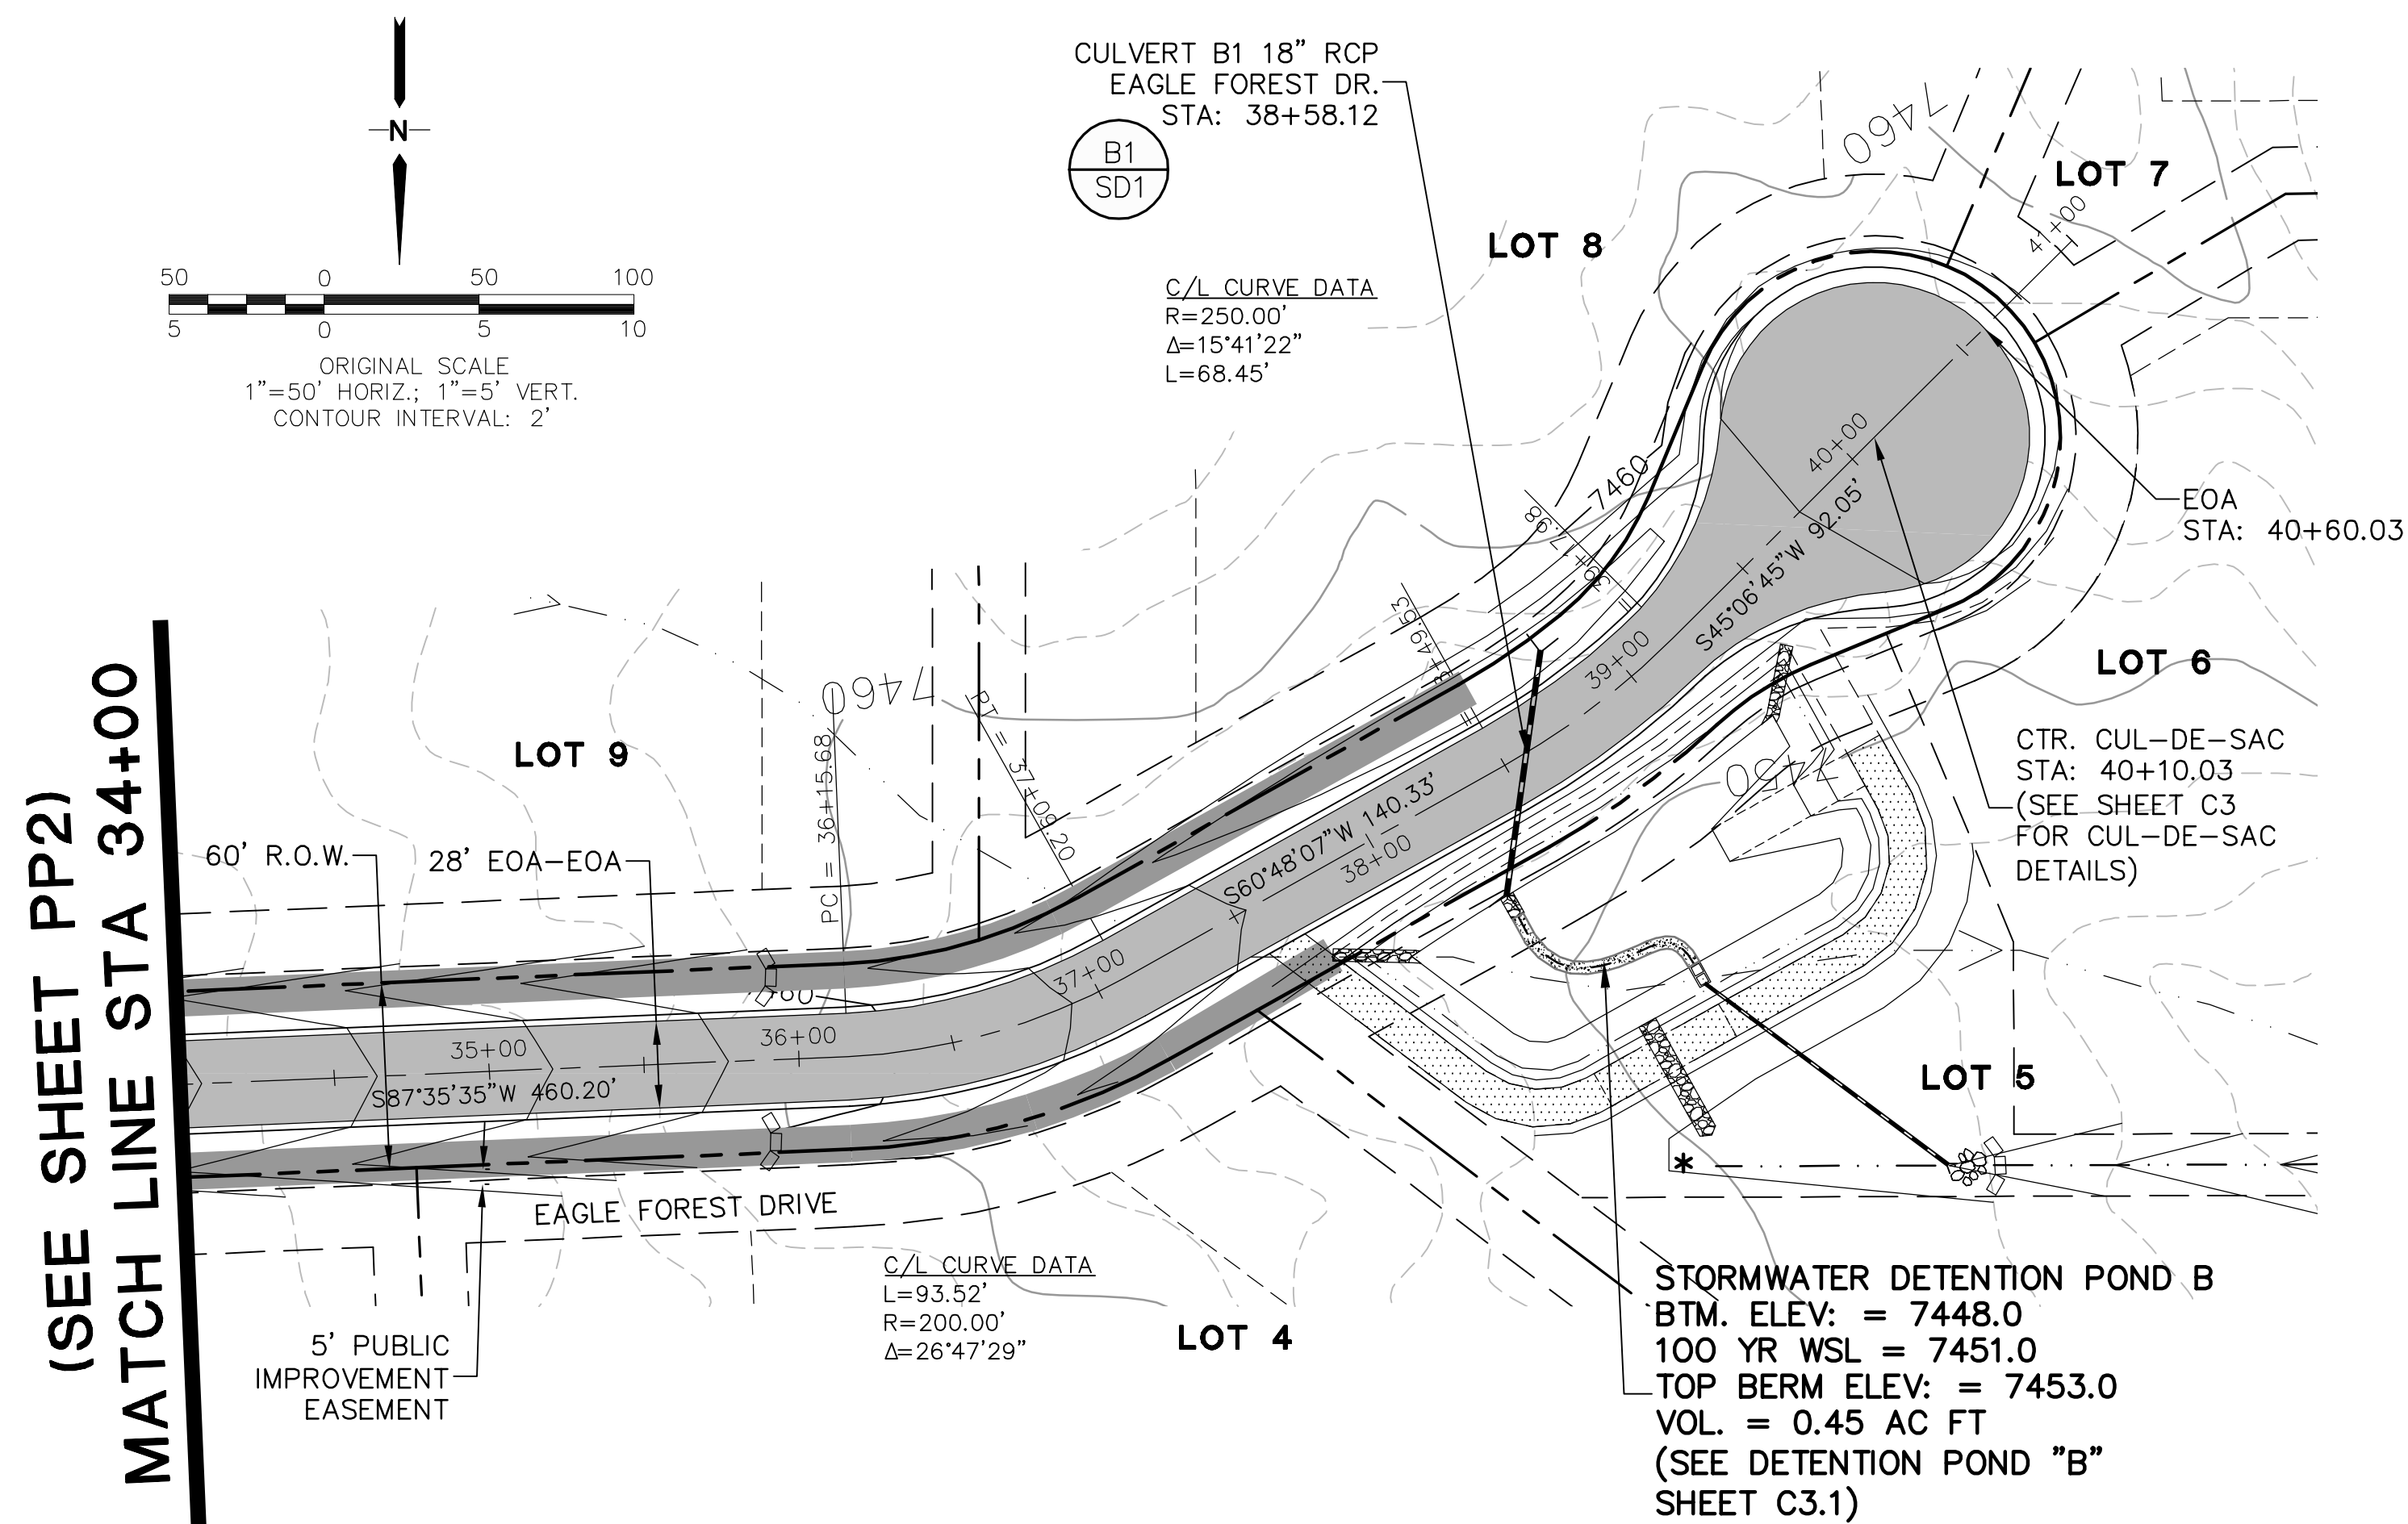 N
50 0 50 100
5 0 5 10
ORIGINAL SCALE
1"=50' HORIZ.; 1"=5' VERT.
CONTOUR INTERVAL: 2'
CULVERT B1 18" RCP
EAGLE FOREST DR.
STA: 38+58.12
B1
SD1
C/L CURVE DATA
R=250.00'
Δ=15°41'22"
L=68.45'
LOT 8
7460
LOT 7
EOA
STA: 40+60.03
40+00
S45°06'45"W 92.05'
7460
39+00
LOT 6
CTR. CUL-DE-SAC
STA: 40+10.03
(SEE SHEET C3
FOR CUL-DE-SAC
DETAILS)
(SEE SHEET PP2)
MATCH LINE STA 34+00
LOT 9
7460
PC = 36+15.68
PT = 37+09.20
60' R.O.W.
28' EOA-EOA
S60°48'07"W 140.33'
38+00
37+00
36+00
35+00
S87°35'35"W 460.20'
EAGLE FOREST DRIVE
5' PUBLIC
IMPROVEMENT
EASEMENT
C/L CURVE DATA
L=93.52'
R=200.00'
Δ=26°47'29"
LOT 4
LOT 5
*
STORMWATER DETENTION POND B
BTM. ELEV: = 7448.0
100 YR WSL = 7451.0
TOP BERM ELEV: = 7453.0
VOL. = 0.45 AC FT
(SEE DETENTION POND "B"
SHEET C3.1)